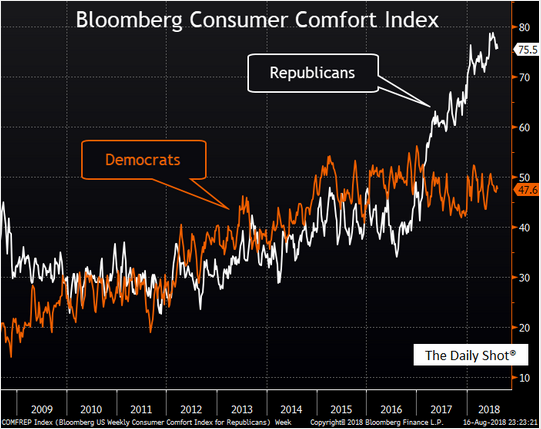 Bloomberg Consumer Comfort Index
80
75.5
Republicans
70
60
Democrats
50
47.6
40
30
20
The Daily Shot®
10
2009 2010 2011 2012 2013 2014 2015 2016 2017 2018
COMFREP Index (Bloomberg US Weekly Consumer Comfort Index for Republicans) Week Copyright© 2018 Bloomberg Finance L.P. 16-Aug-2018 23:23:21